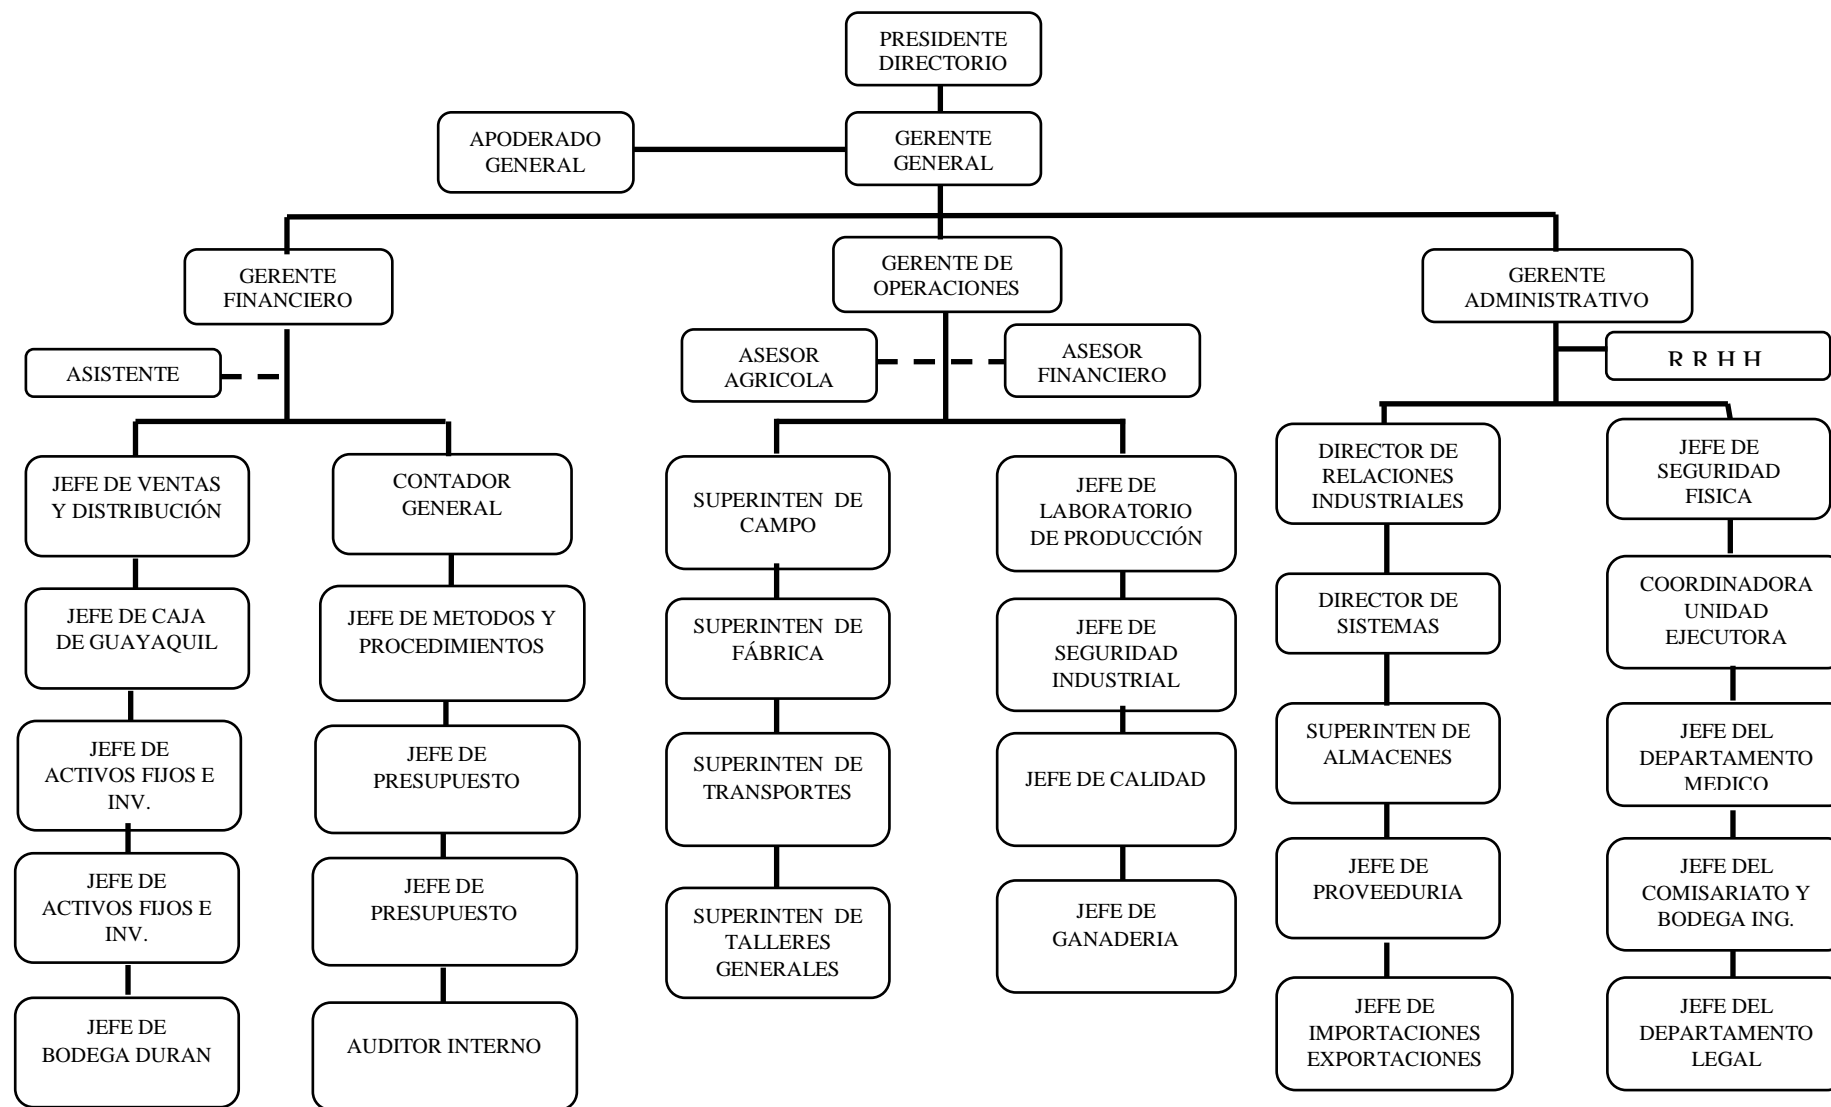 PRESIDENTE
DIRECTORIO
APODERADO
GENERAL
GERENTE
GENERAL
GERENTE
FINANCIERO
GERENTE DE
OPERACIONES
GERENTE
ADMINISTRATIVO
ASISTENTE
ASESOR
AGRICOLA
ASESOR
FINANCIERO
R R H H
JEFE DE VENTAS
Y DISTRIBUCIÓN
CONTADOR
GENERAL
SUPERINTEN DE
CAMPO
JEFE DE
LABORATORIO
DE PRODUCCIÓN
DIRECTOR DE
RELACIONES
INDUSTRIALES
JEFE DE
SEGURIDAD
FISICA
JEFE DE CAJA
DE GUAYAQUIL
JEFE DE METODOS Y
PROCEDIMIENTOS
SUPERINTEN DE
FÁBRICA
JEFE DE
SEGURIDAD
INDUSTRIAL
DIRECTOR DE
SISTEMAS
COORDINADORA
UNIDAD
EJECUTORA
JEFE DE
ACTIVOS FIJOS E
INV.
JEFE DE
PRESUPUESTO
SUPERINTEN DE
TRANSPORTES
JEFE DE CALIDAD
SUPERINTEN DE
ALMACENES
JEFE DEL
DEPARTAMENTO
MEDICO
JEFE DE
ACTIVOS FIJOS E
INV.
JEFE DE
PRESUPUESTO
SUPERINTEN DE
TALLERES
GENERALES
JEFE DE
GANADERIA
JEFE DE
PROVEEDURIA
JEFE DEL
COMISARIATO Y
BODEGA ING.
JEFE DE
BODEGA DURAN
AUDITOR INTERNO
JEFE DE
IMPORTACIONES
EXPORTACIONES
JEFE DEL
DEPARTAMENTO
LEGAL